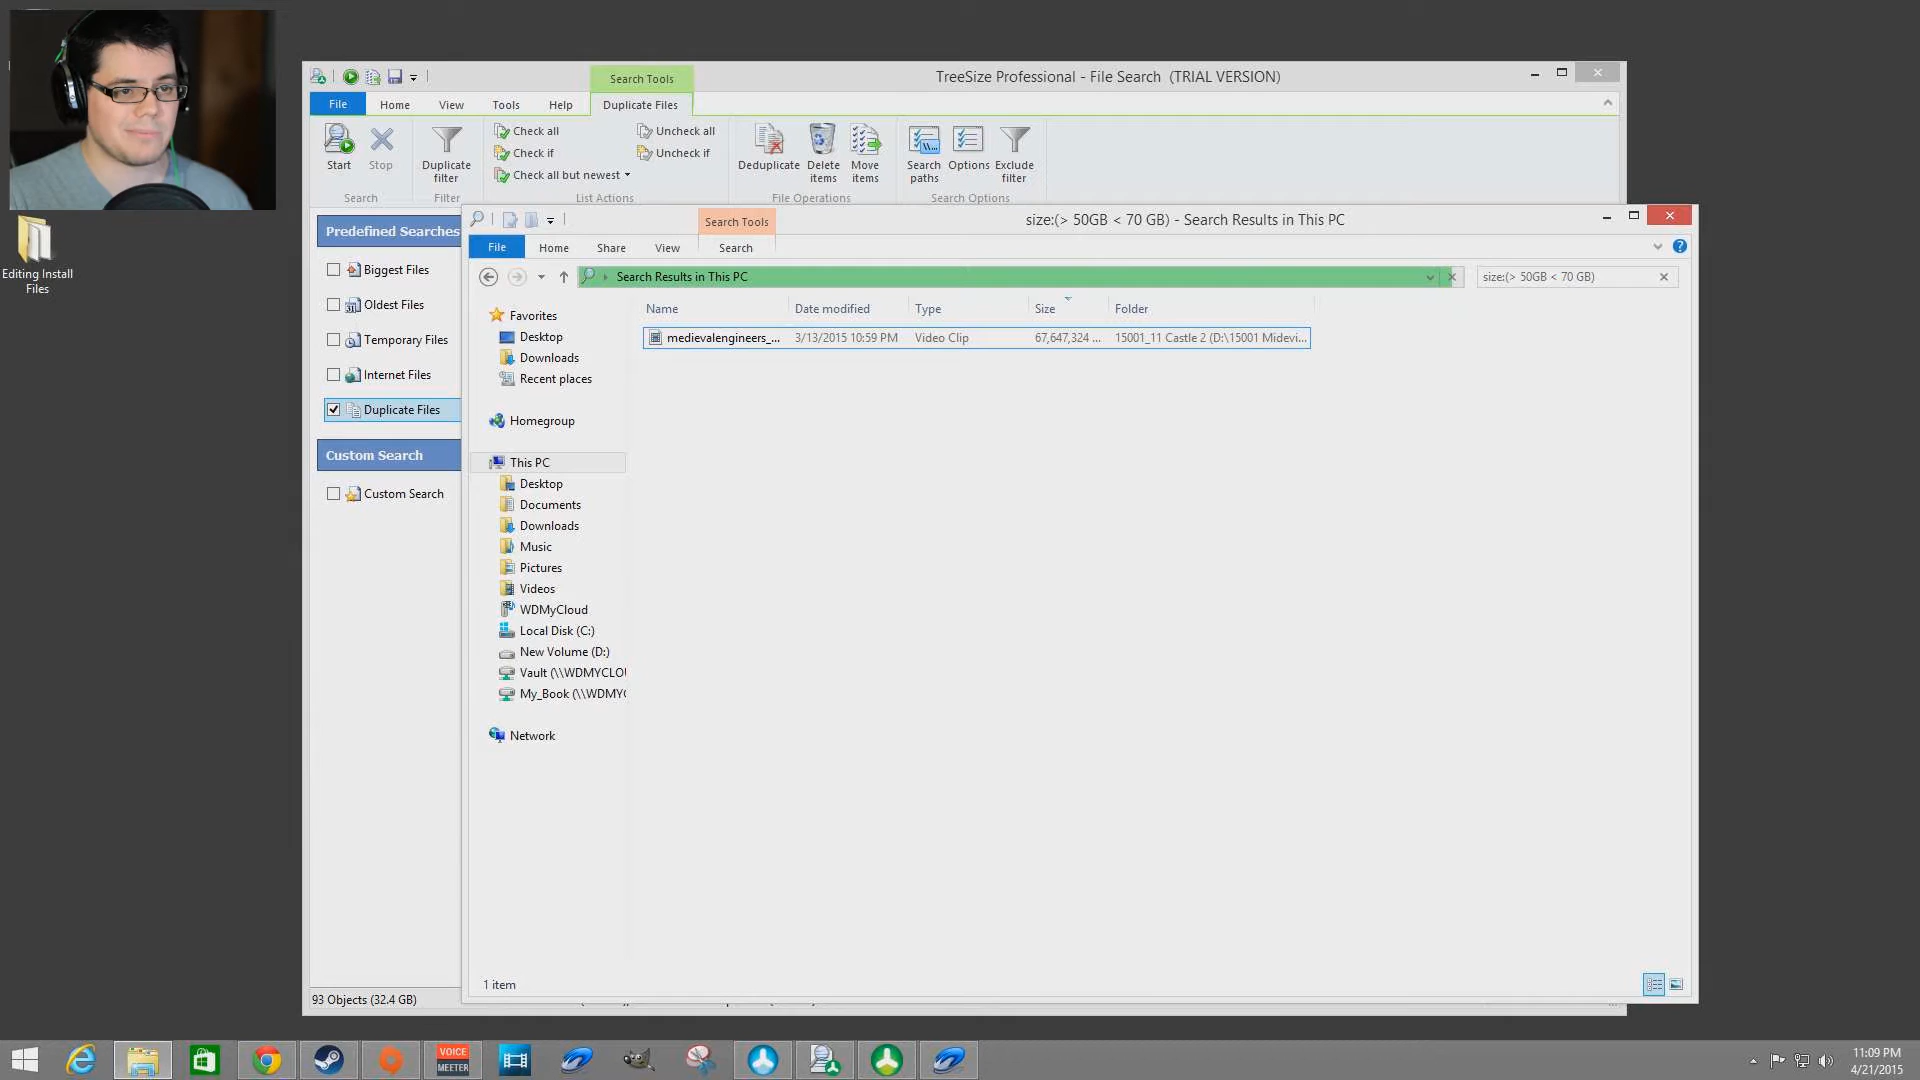 Search Tools
TreeSize Professional - File Search (TRIAL VERSION)
File
Home
View
Tools
Help
Duplicate Files
Start
Stop
Duplicate
filter
Check all
Check if
Check all but newest
Uncheck all
Uncheck if
Deduplicate
Delete
items
Move
items
Search
paths
Options
Exclude
filter
Search
Filter
List Actions
File Operations
Search Options
Editing Install
Files
Predefined Searches
Biggest Files
Oldest Files
Temporary Files
Internet Files
Duplicate Files
Custom Search
Custom Search
93 Objects (32.4 GB)
Search Tools
size:(> 50GB < 70 GB) - Search Results in This PC
File
Home
Share
View
Search
Search Results in This PC
size:(> 50GB < 70 GB)
Name
Date modified
Type
Size
Folder
medievalengineers_...
3/13/2015 10:59 PM
Video Clip
67,647,324 ...
15001_11 Castle 2 (D:\15001 Midevi...
Favorites
Desktop
Downloads
Recent places
Homegroup
This PC
Desktop
Documents
Downloads
Music
Pictures
Videos
WDMyCloud
Local Disk (C:)
New Volume (D:)
Vault (\\WDMYCLOU
My_Book (\\WDMYC
Network
1 item
VOICE
MEETER
11:09 PM
4/21/2015